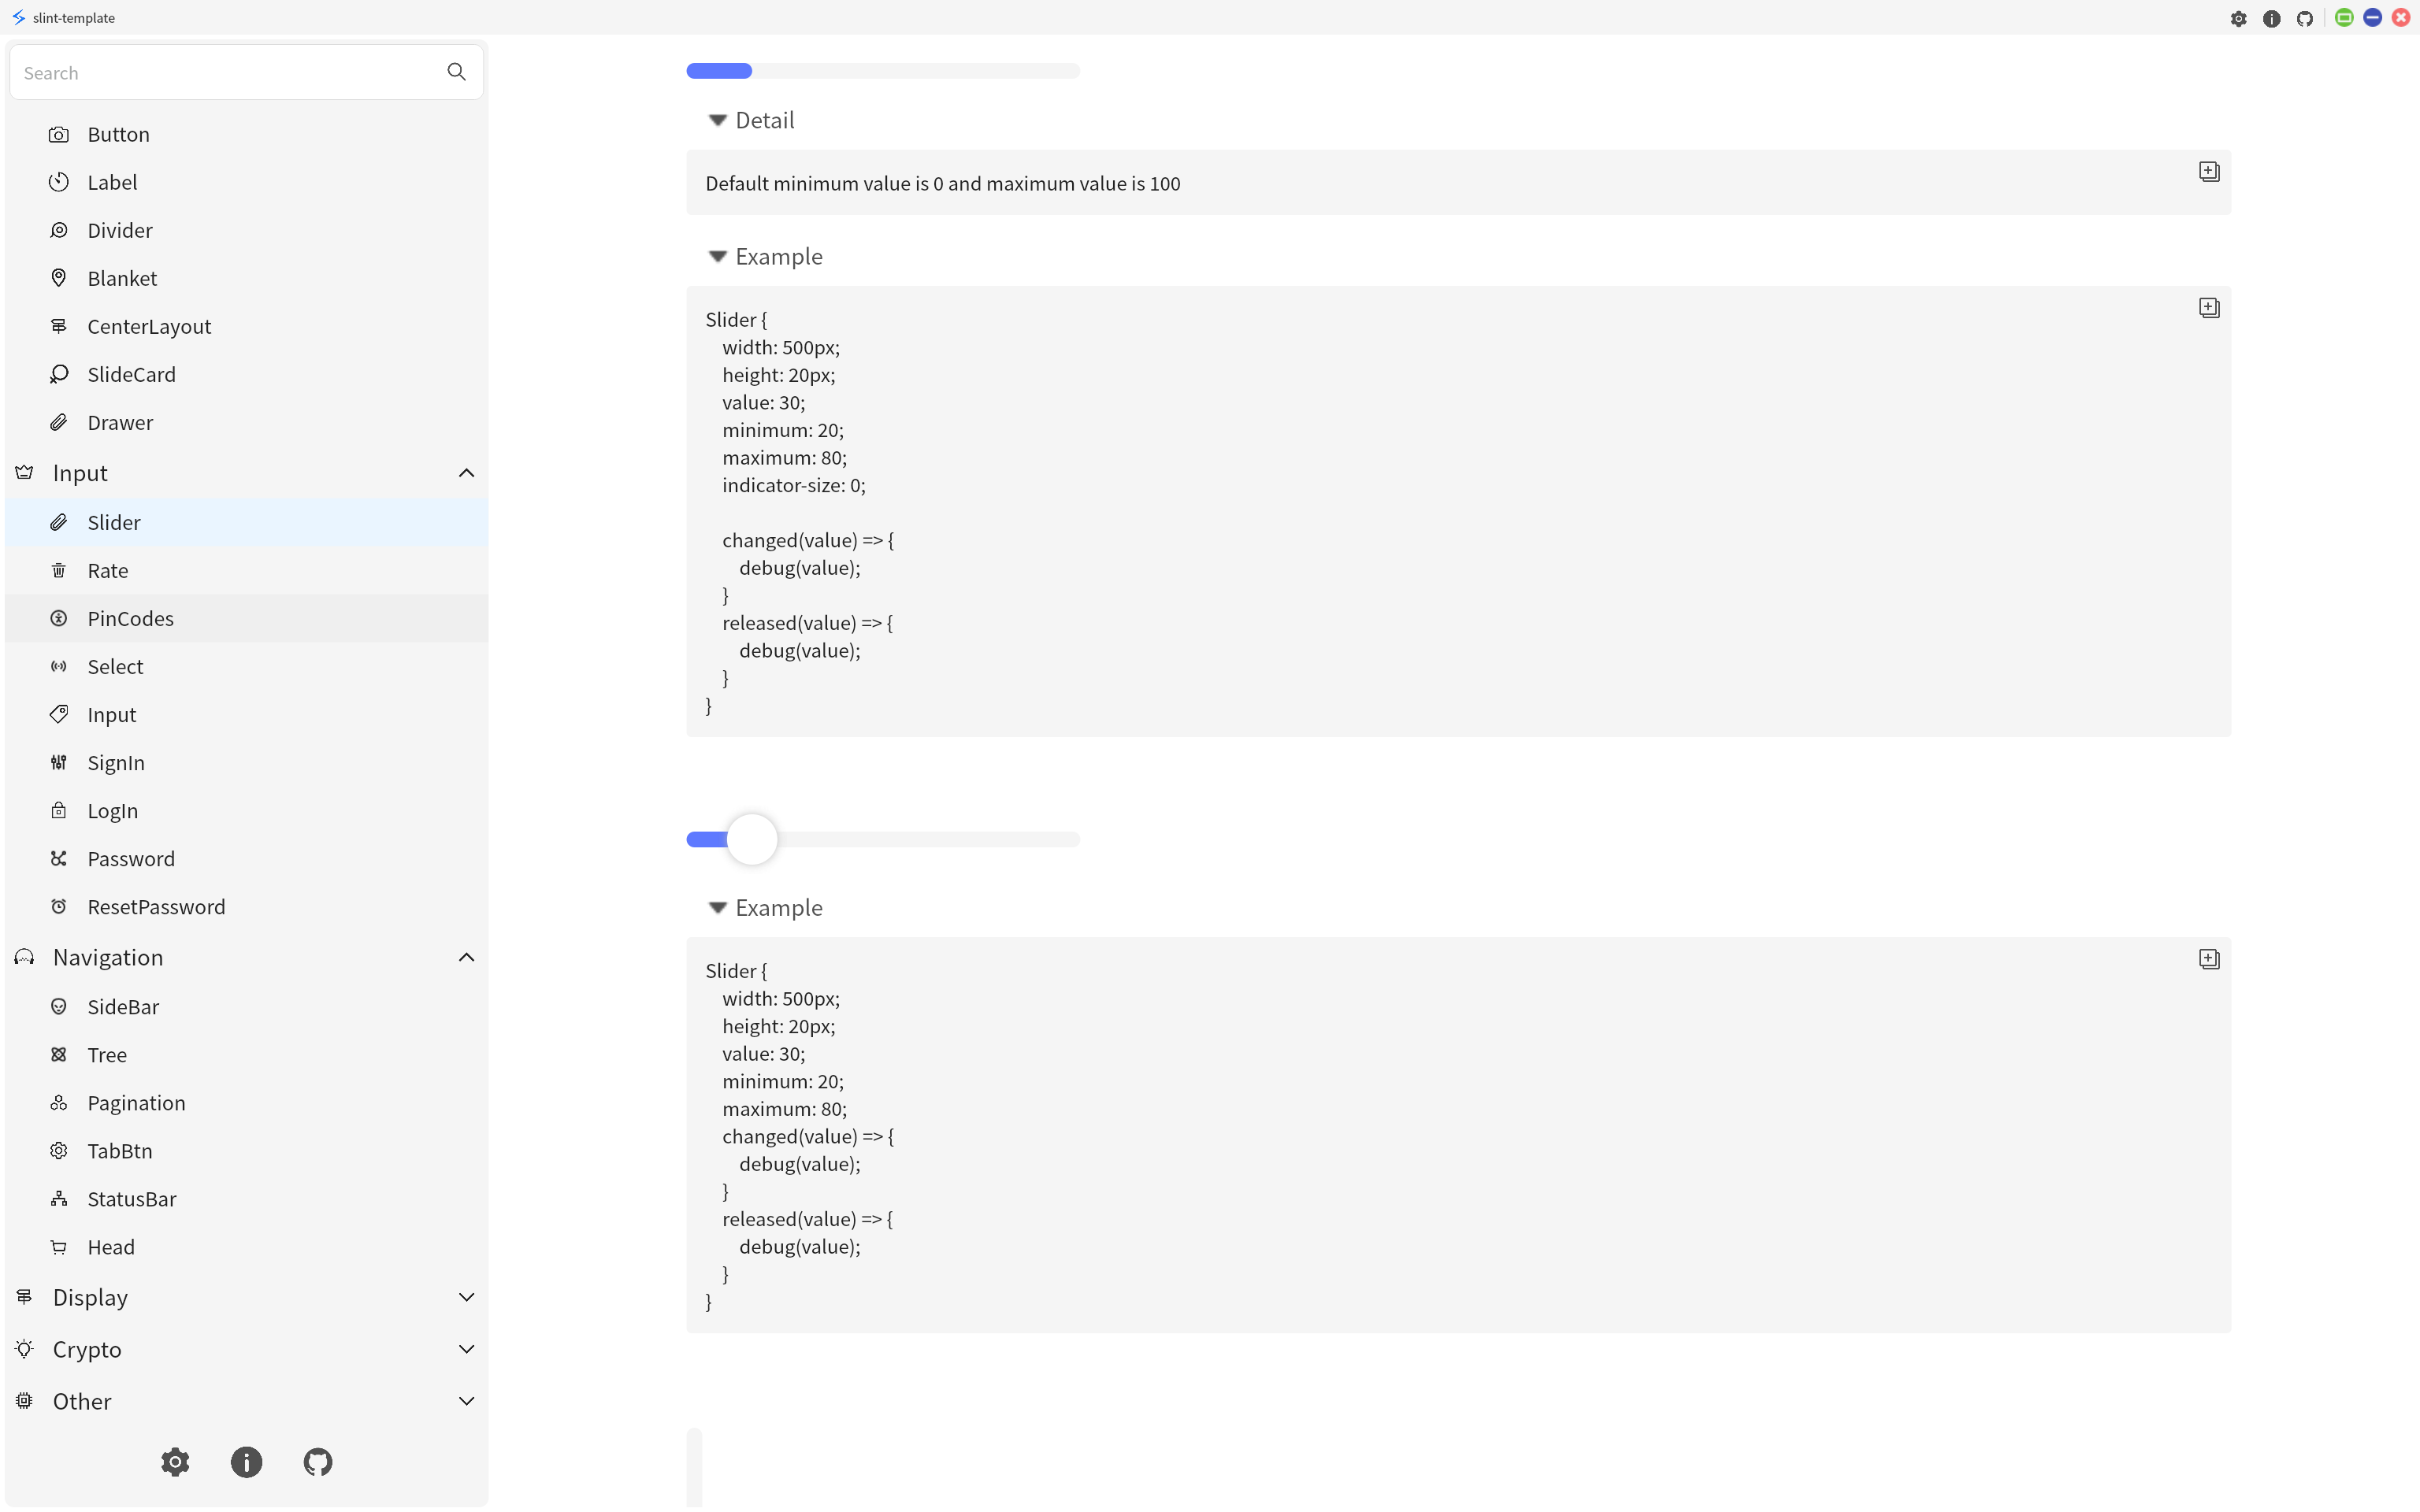 slint-template
Search
Button
Label
Divider
Blanket
CenterLayout
SlideCard
Drawer
Input
Slider
Rate
PinCodes
Select
Input
SignIn
LogIn
Password
ResetPassword
Navigation
SideBar
Tree
Pagination
TabBtn
StatusBar
Head
Display
Crypto
Other
Detail
Default minimum value is 0 and maximum value is 100
Example
Slider {
    width: 500px;
    height: 20px;
    value: 30;
    minimum: 20;
    maximum: 80;
    indicator-size: 0;

    changed(value) => {
        debug(value);
    }
    released(value) => {
        debug(value);
    }
}
Example
Slider {
    width: 500px;
    height: 20px;
    value: 30;
    minimum: 20;
    maximum: 80;
    changed(value) => {
        debug(value);
    }
    released(value) => {
        debug(value);
    }
}